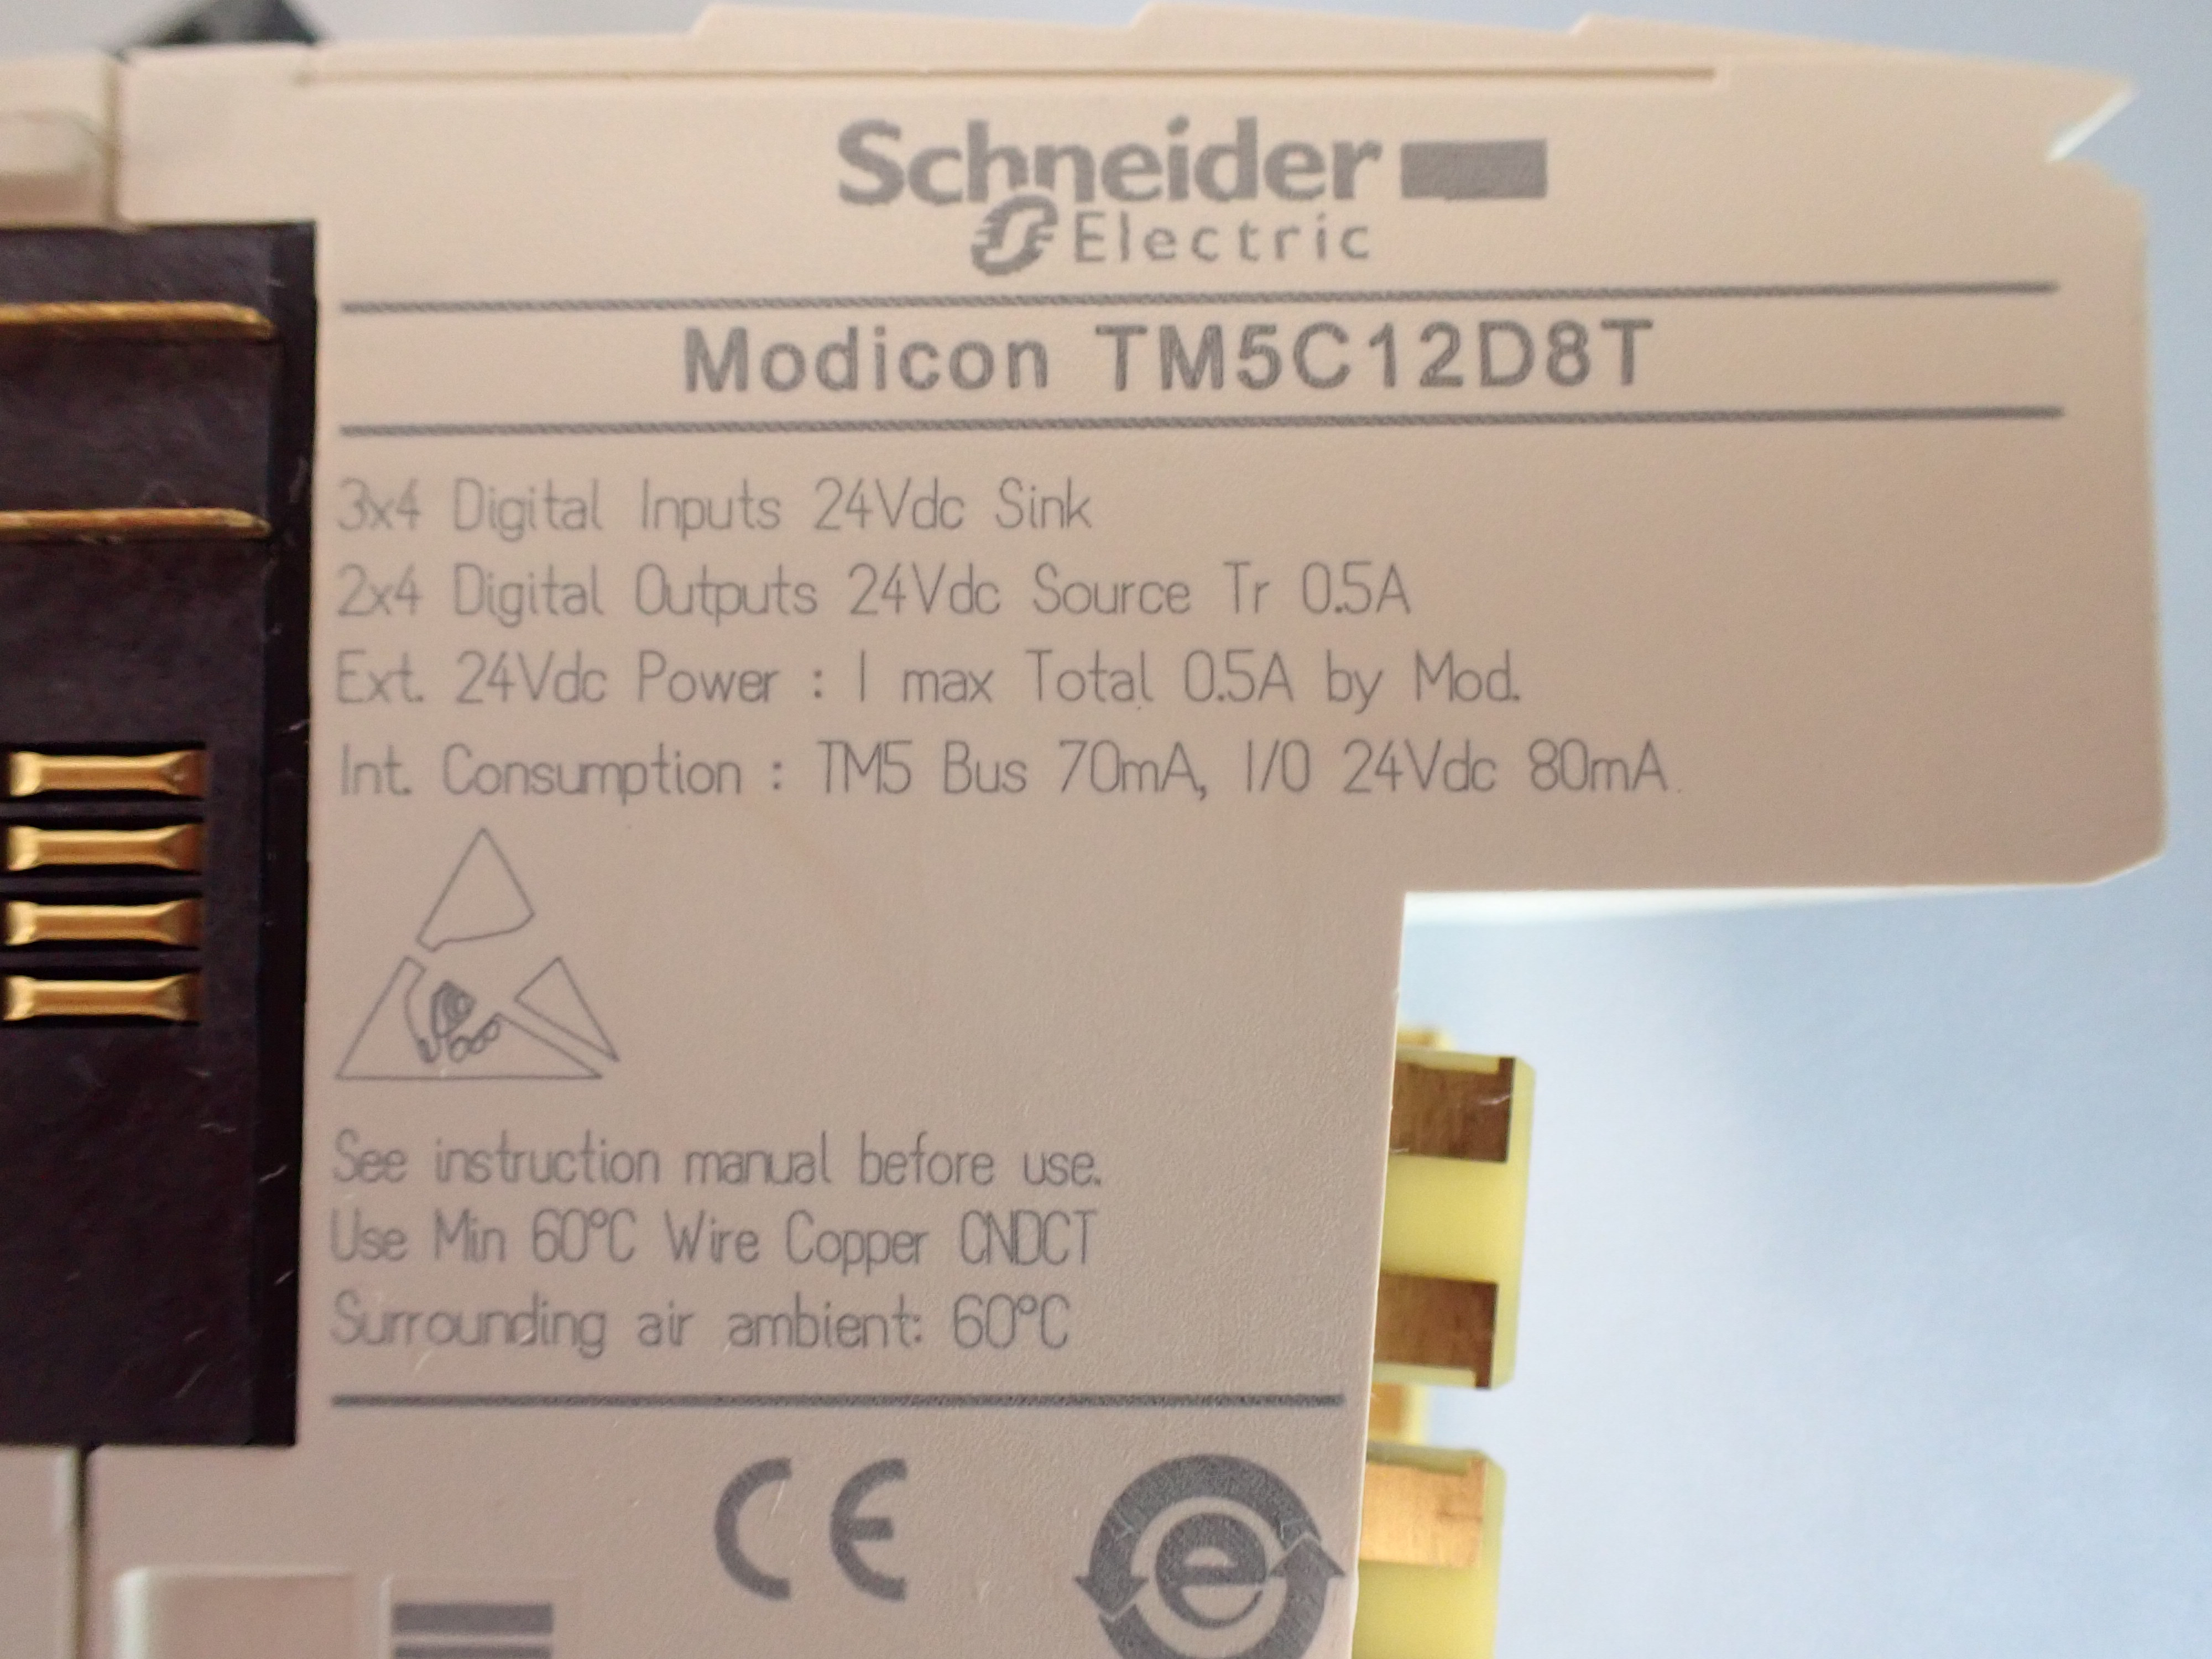 Schneider
Electric
Modicon TM5C12D8T
3x4 Digital Inputs 24Vdc Sink
2x4 Digital Outputs 24Vdc Source Tr 0.5A
Ext. 24Vdc Power : I max Total 0.5A by Mod.
Int. Consumption : TM5 Bus 70mA, I/O 24Vdc 80mA.
See instruction manual before use.
Use Min 60°C Wire Copper CNDCT
Surrounding air ambient: 60°C
CE
e